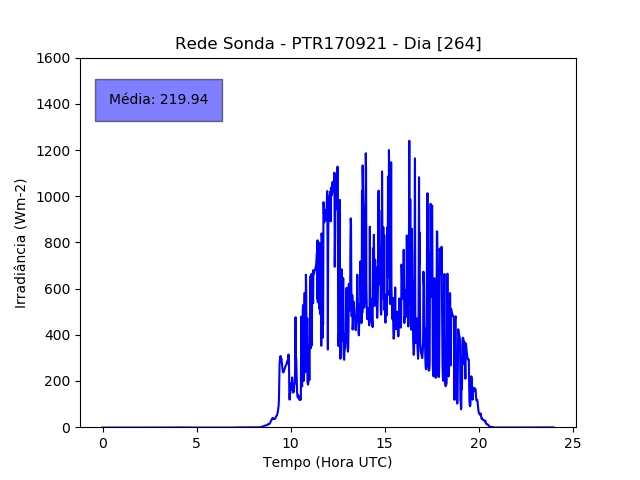 Rede Sonda - PTR170921 - Dia [264]
1600
1400
1200
1000
800
600
400
200
0
Média: 219.94
Irradiância (Wm-2)
0 5 10 15 20 25
Tempo (Hora UTC)